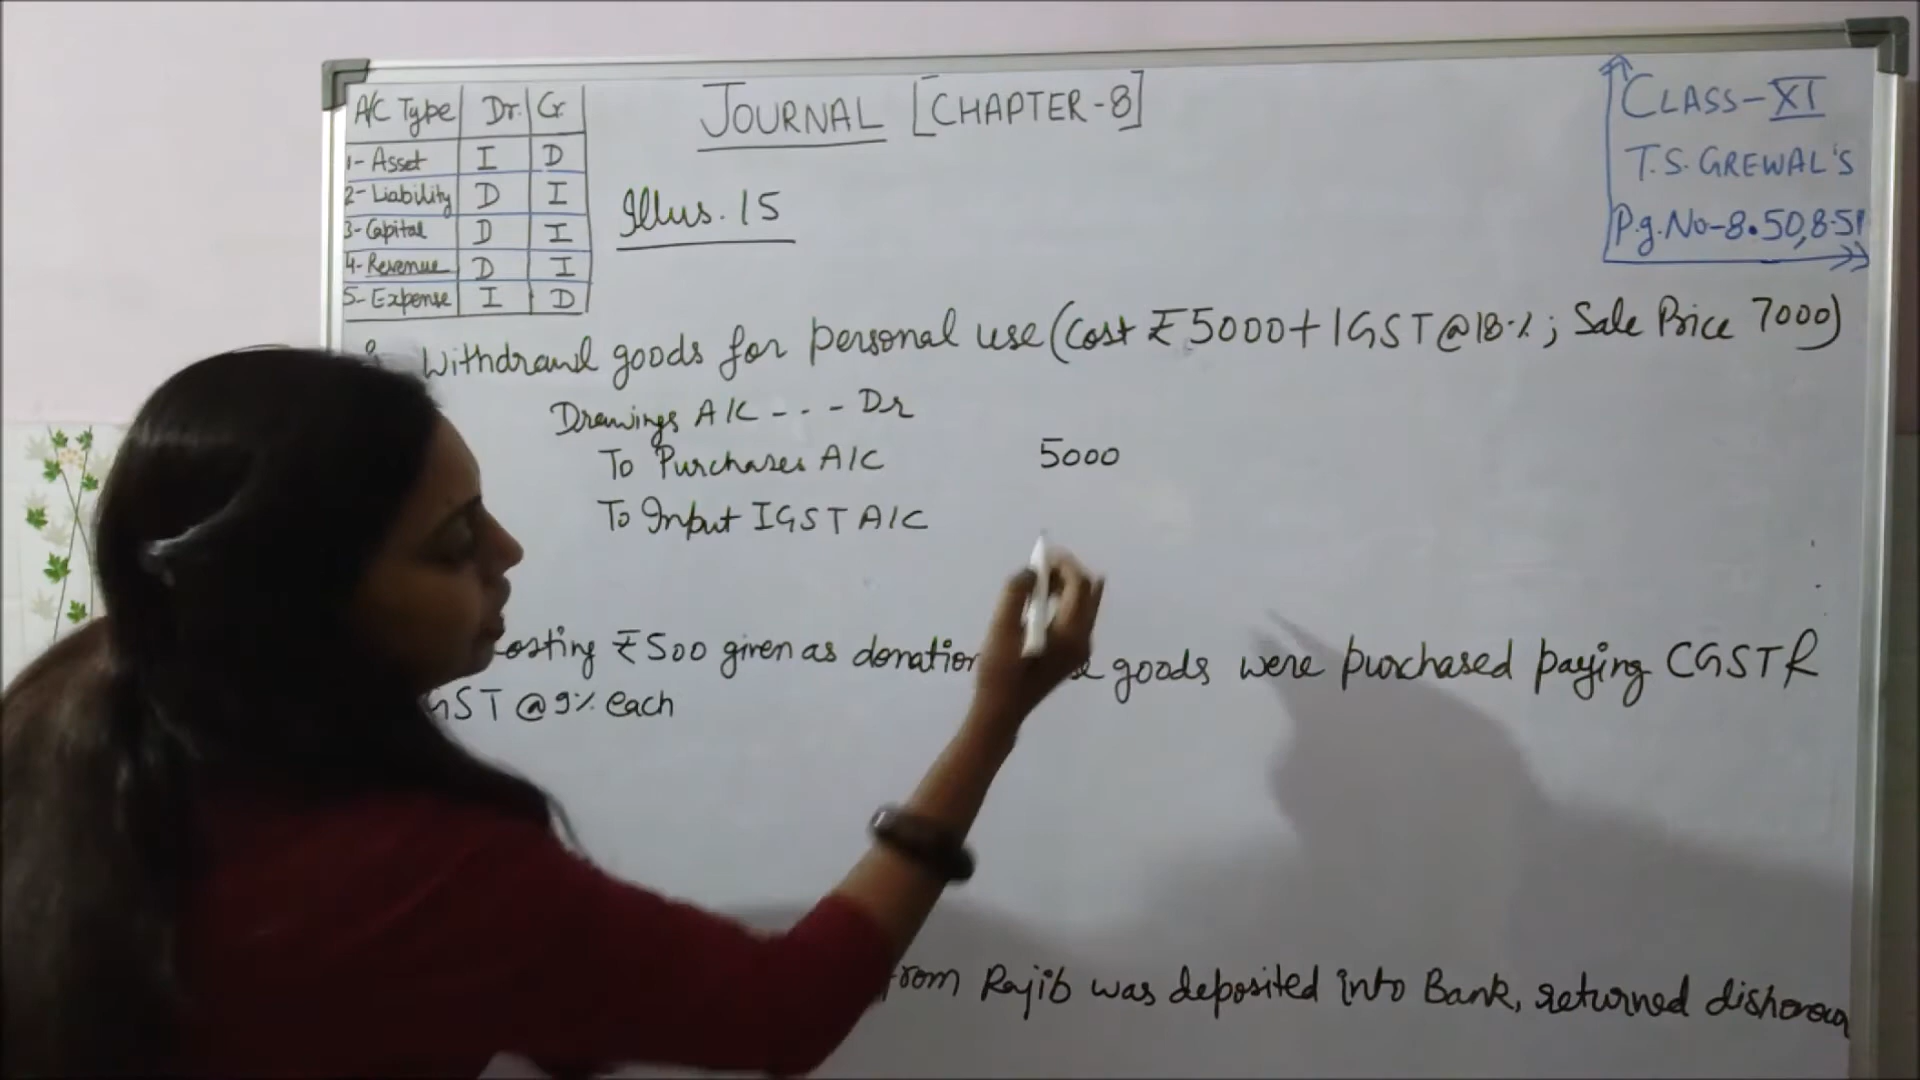 A/C Type Dr. Cr.
1- Asset I D
2- Liability D I
3- Capital D I
4- Revenue D I
5- Expense I D
JOURNAL [CHAPTER-8]
CLASS-XI
T.S. GREWAL'S
P.g.No-8.50,8.51
Illus. 15
Withdrawl goods for personal use (Cost ₹5000+IGST@18%; Sale Price 7000)
Drawings A/C --- Dr
To Purchases A/C 5000
To Input IGST A/C
costing ₹500 given as donation goods were purchased paying CGST &
GST @9% each
from Rajib was deposited into Bank, returned dishonou